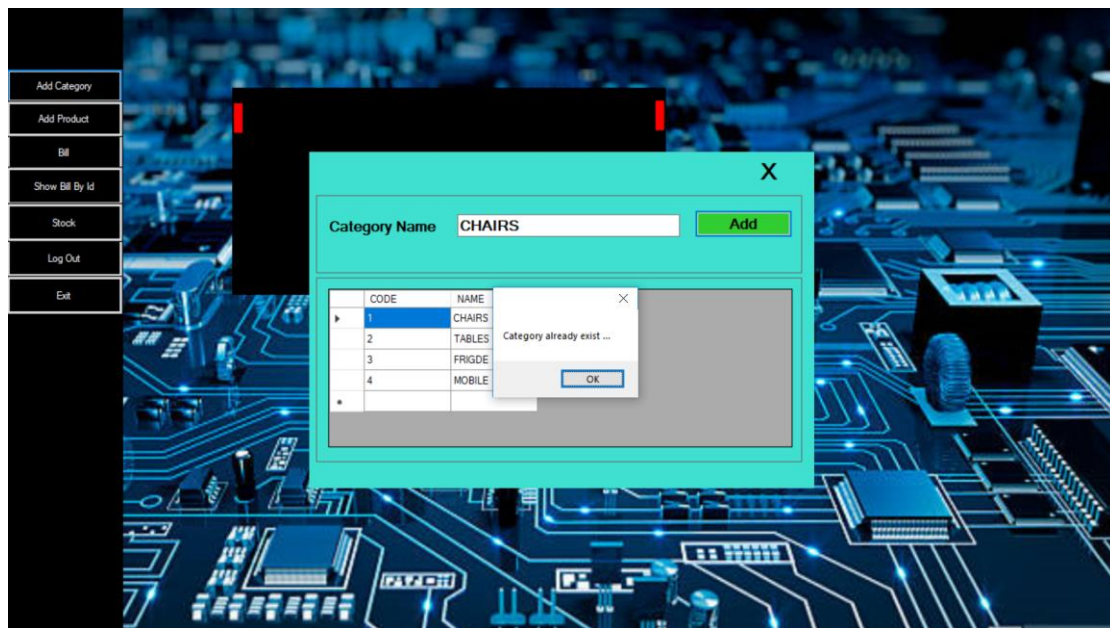 Add Category
Add Product
Bill
Show Bill By Id
Stock
Log Out
Exit
X
Category Name CHAIRS Add
CODE NAME
1 CHAIRS
2 TABLES
3 FRIGDE
4 MOBILE
Category already exist ...
OK